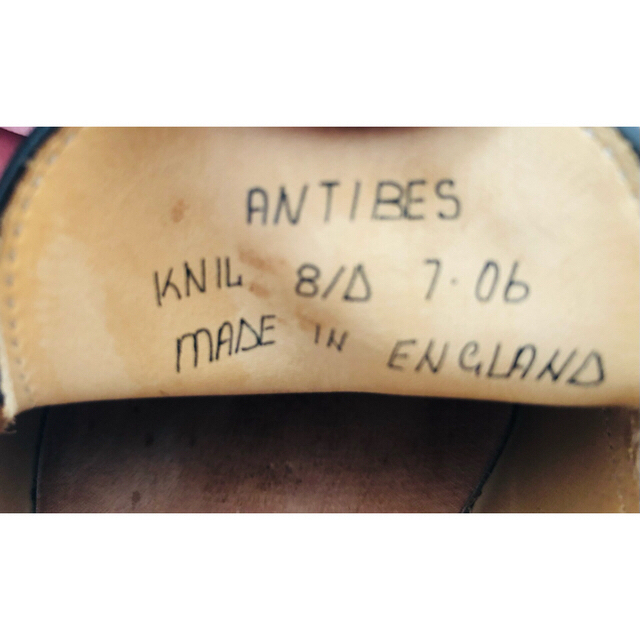 ANTIBES
KNIL 8/D 7.06
MADE IN ENGLAND